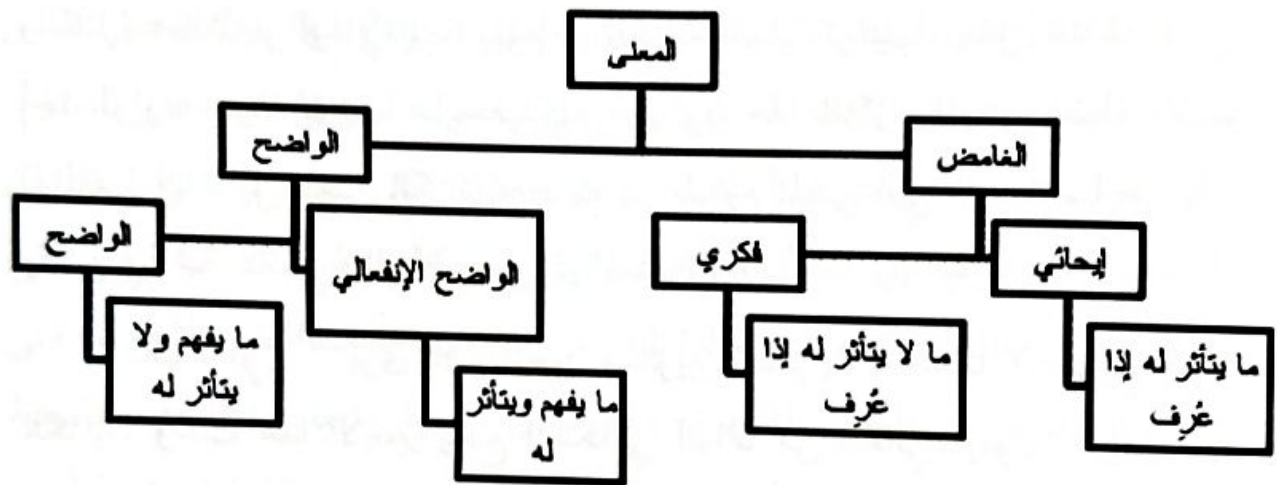 المعنى
الغامض
الواضح
إيحائي
فكري
الواضح الإنفعالي
الواضح
ما يتأثر له إذا
عُرِف
ما لا يتأثر له إذا
عُرِف
ما يفهم ويتأثر
له
ما يفهم ولا
يتأثر له